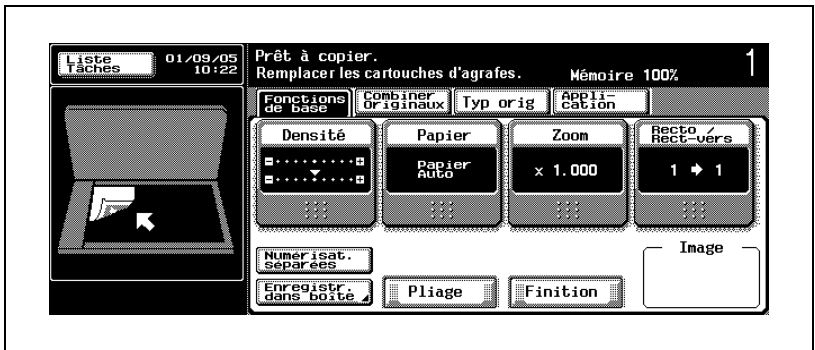 Liste
Tâches
01/09/05
10:22
Prêt à copier.
Remplacer les cartouches d'agrafes.
Mémoire 100%
1
Fonctions
de base
Combiner
Originaux
Typ orig
Appli-
cation
Densité
Papier
Zoom
Recto /
Rect-vers
Papier
Auto
x 1.000
1 ➔ 1
Numérisat.
séparées
Enregistr.
dans boîte
Pliage
Finition
Image